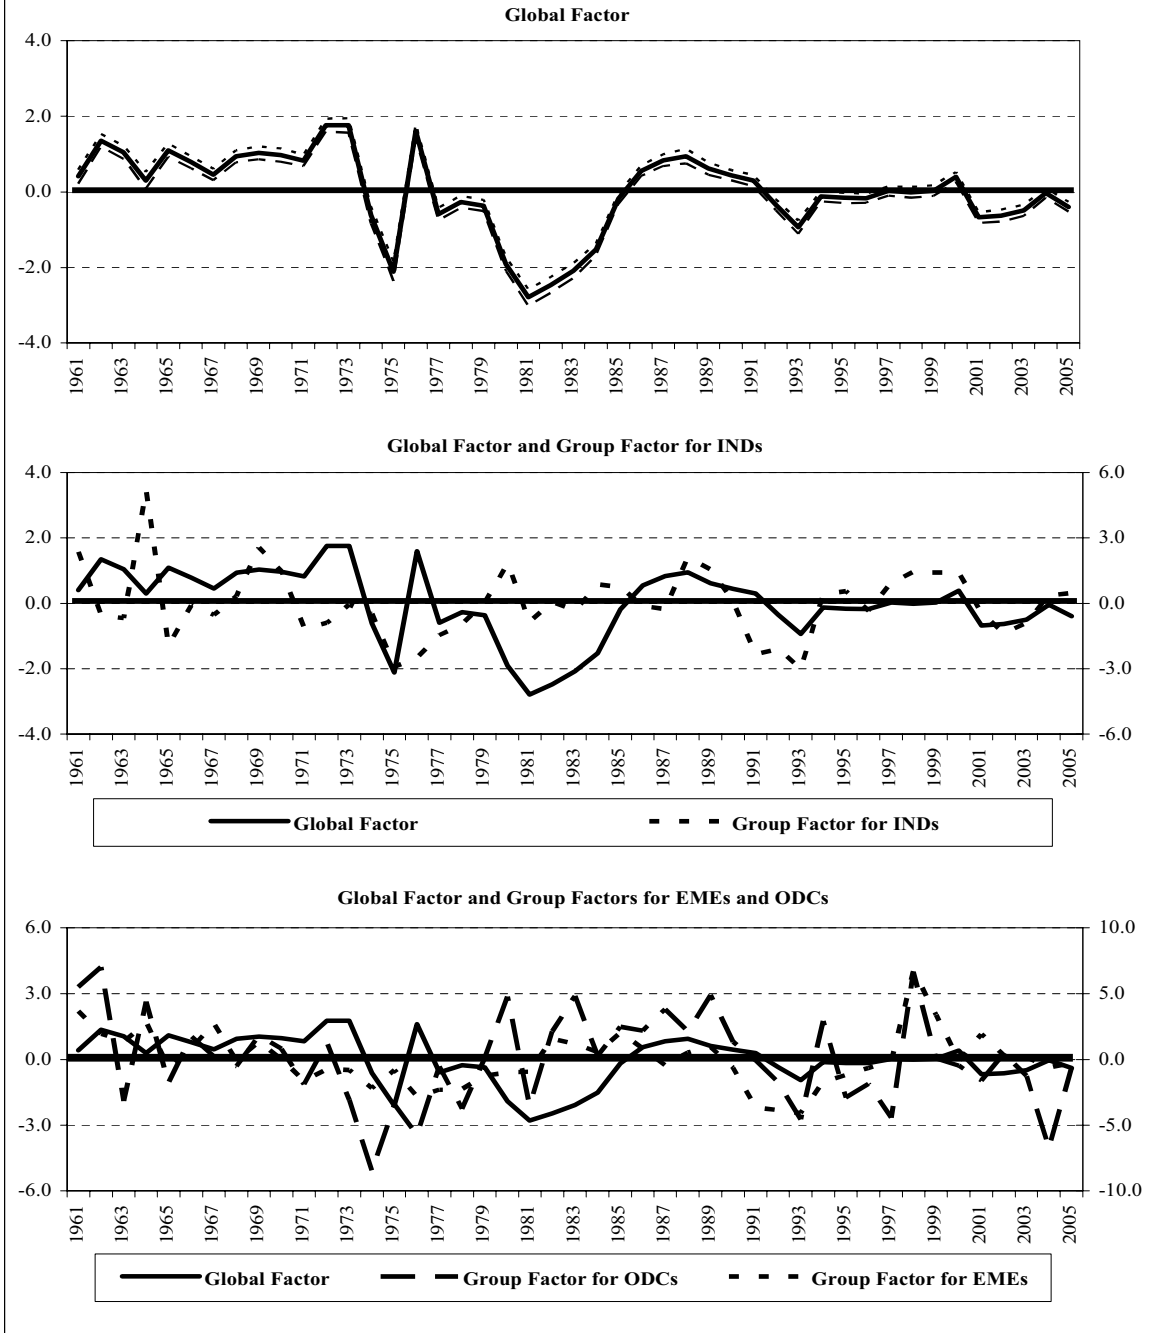 Global Factor
4.0
2.0
0.0
-2.0
-4.0
1961 1963 1965 1967 1969 1971 1973 1975 1977 1979 1981 1983 1985 1987 1989 1991 1993 1995 1997 1999 2001 2003 2005
Global Factor and Group Factor for INDs
4.0 6.0
2.0 3.0
0.0 0.0
-2.0 -3.0
-4.0 -6.0
1961 1963 1965 1967 1969 1971 1973 1975 1977 1979 1981 1983 1985 1987 1989 1991 1993 1995 1997 1999 2001 2003 2005
Global Factor Group Factor for INDs
Global Factor and Group Factors for EMEs and ODCs
6.0 10.0
3.0 5.0
0.0 0.0
-3.0 -5.0
-6.0 -10.0
1961 1963 1965 1967 1969 1971 1973 1975 1977 1979 1981 1983 1985 1987 1989 1991 1993 1995 1997 1999 2001 2003 2005
Global Factor Group Factor for ODCs Group Factor for EMEs